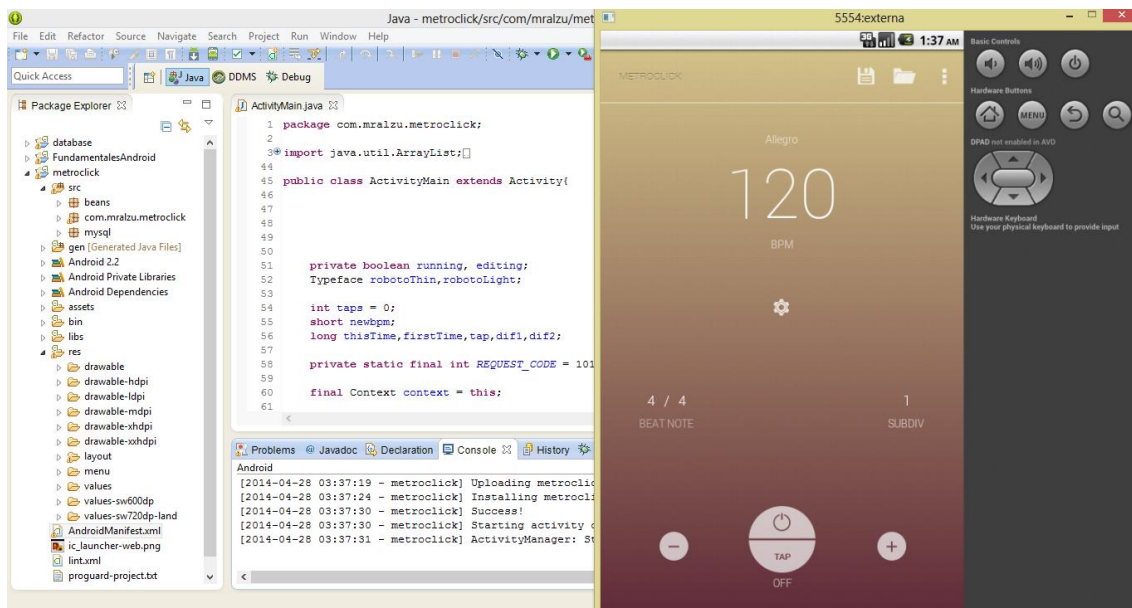 Java - metroclick/src/com/mralzu/met
File Edit Refactor Source Navigate Search Project Run Window Help
Quick Access
Java DDMS Debug
Package Explorer
database
FundamentalesAndroid
metroclick
src
beans
com.mralzu.metroclick
mysql
gen [Generated Java Files]
Android 2.2
Android Private Libraries
Android Dependencies
assets
bin
libs
res
drawable
drawable-hdpi
drawable-ldpi
drawable-mdpi
drawable-xhdpi
drawable-xxhdpi
layout
menu
values
values-sw600dp
values-sw720dp-land
AndroidManifest.xml
ic_launcher-web.png
lint.xml
proguard-project.txt
ActivityMain.java
1 package com.mralzu.metroclick;
2
3 import java.util.ArrayList;
44
45 public class ActivityMain extends Activity{
46
47
48
49
50
51 private boolean running, editing;
52 Typeface robotoThin,robotoLight;
53
54 int taps = 0;
55 short newbpm;
56 long thisTime,firstTime,tap,dif1,dif2;
57
58 private static final int REQUEST_CODE = 101
59
60 final Context context = this;
61
Problems Javadoc Declaration Console History
Android
[2014-04-28 03:37:19 - metroclick] Uploading metroclic
[2014-04-28 03:37:24 - metroclick] Installing metrocli
[2014-04-28 03:37:30 - metroclick] Success!
[2014-04-28 03:37:30 - metroclick] Starting activity c
[2014-04-28 03:37:31 - metroclick] ActivityManager: St
5554:externa
3G 1:37 AM
METROCLICK
Allegro
120
BPM
4 / 4 1
BEAT NOTE SUBDIV
TAP
OFF
Basic Controls
Hardware Buttons
MENU
DPAD not enabled in AVD
Hardware Keyboard
Use your physical keyboard to provide input